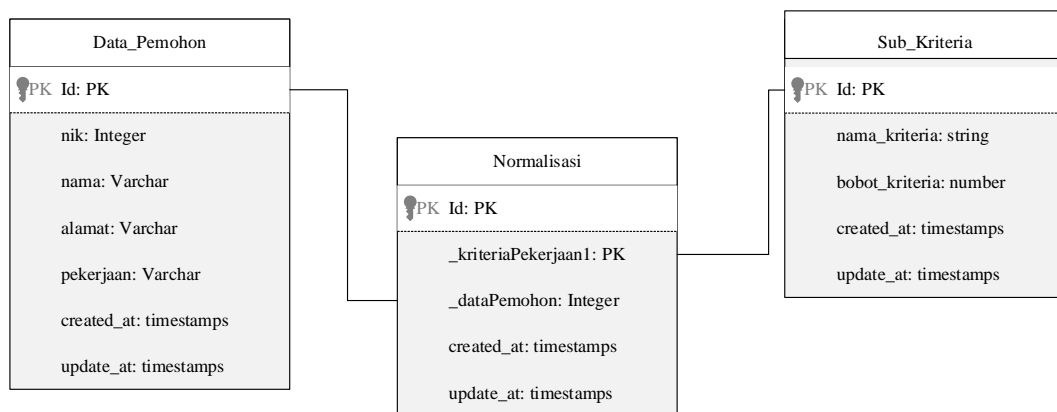 Data_Pemohon
PK Id: PK
nik: Integer
nama: Varchar
alamat: Varchar
pekerjaan: Varchar
created_at: timestamps
update_at: timestamps
Normalisasi
PK Id: PK
_kriteriaPekerjaan1: PK
_dataPemohon: Integer
created_at: timestamps
update_at: timestamps
Sub_Kriteria
PK Id: PK
nama_kriteria: string
bobot_kriteria: number
created_at: timestamps
update_at: timestamps